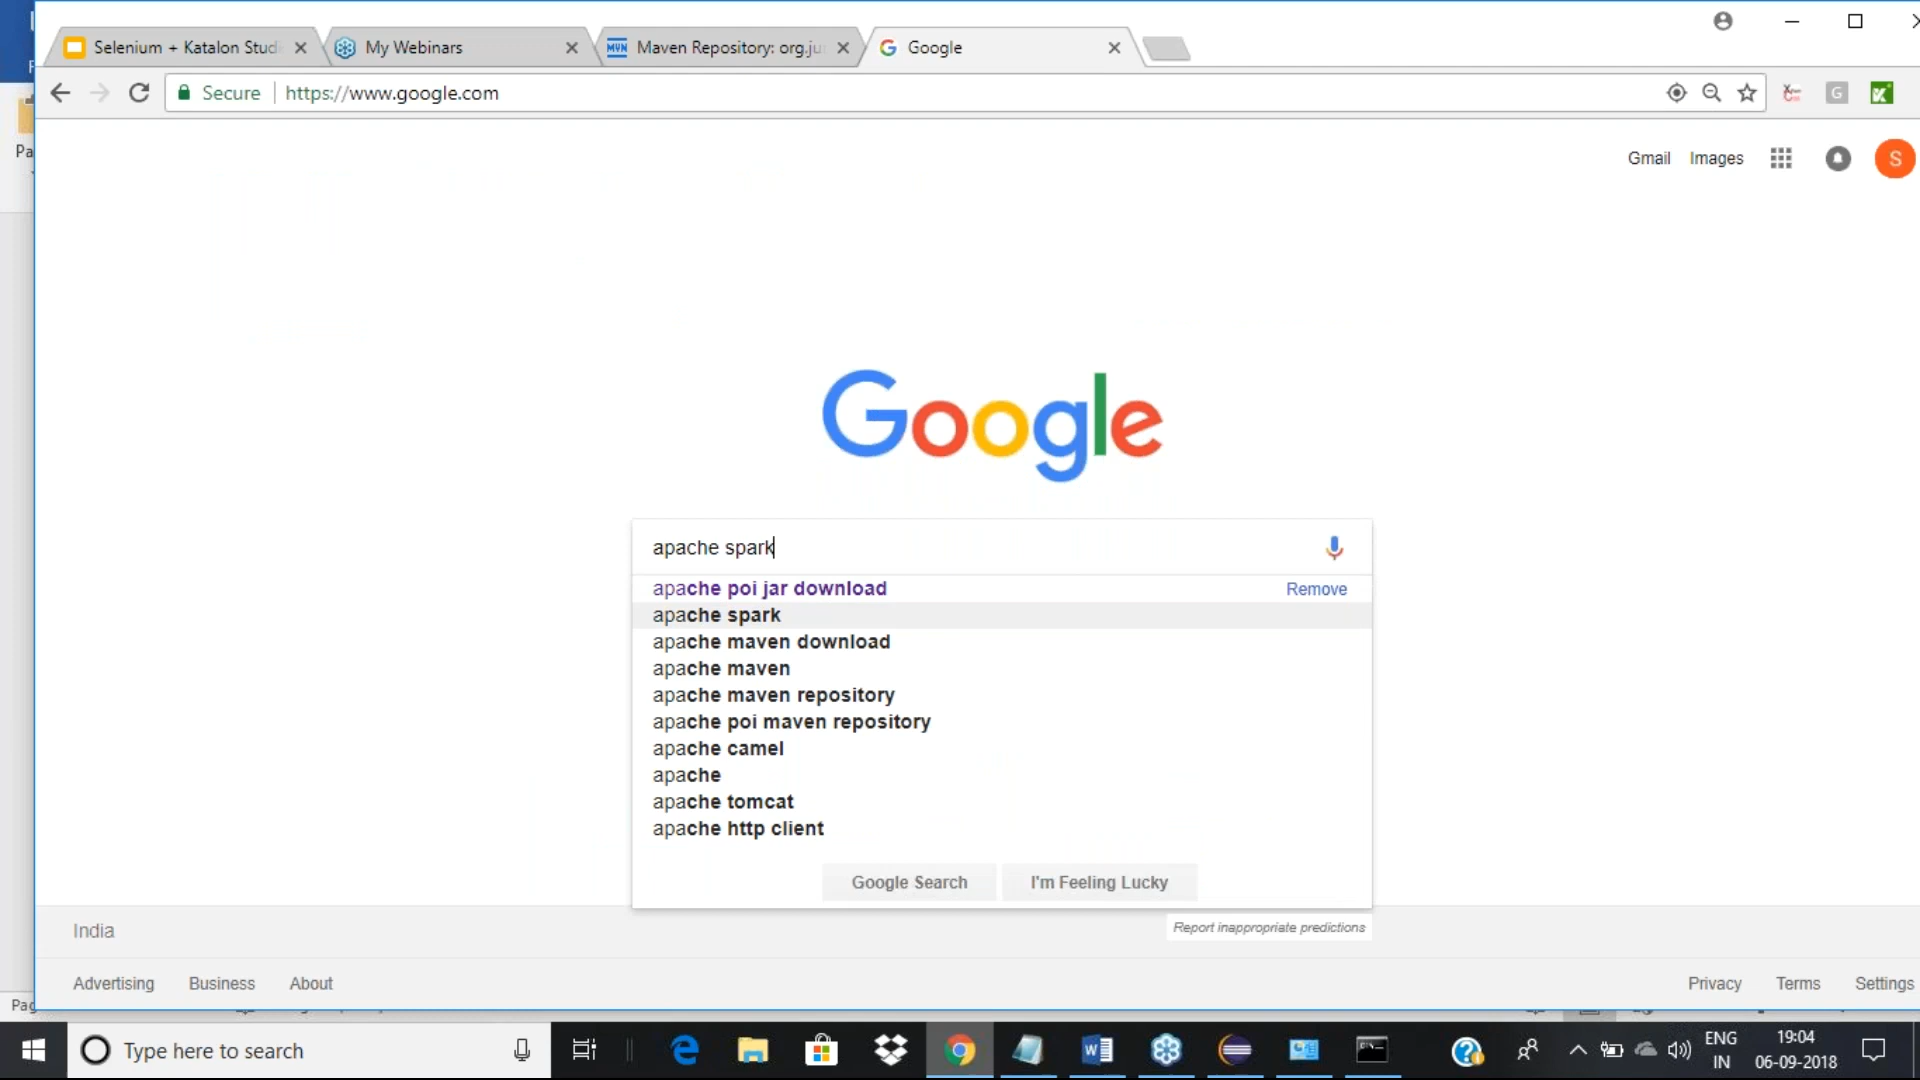 Selenium + Katalon Studi
My Webinars
Maven Repository: org.ju
Google
Secure
https://www.google.com
Pa
Gmail
Images
S
Google
apache spark
apache poi jar download
Remove
apache spark
apache maven download
apache maven
apache maven repository
apache poi maven repository
apache camel
apache
apache tomcat
apache http client
Google Search
I'm Feeling Lucky
Report inappropriate predictions
India
Advertising
Business
About
Privacy
Terms
Settings
Pag
Type here to search
ENG
IN
19:04
06-09-2018